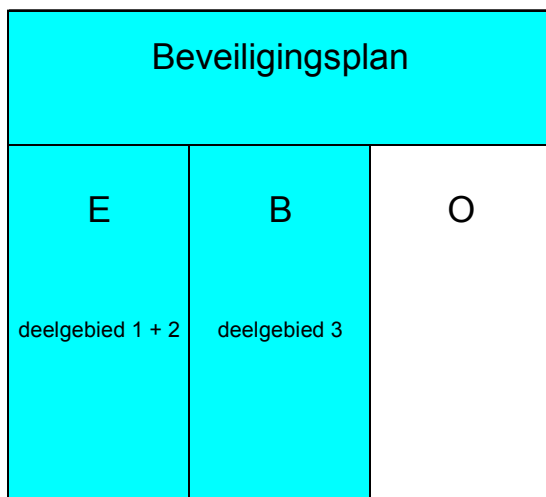 Beveiligingsplan
E
B
O
deelgebied 1 + 2
deelgebied 3